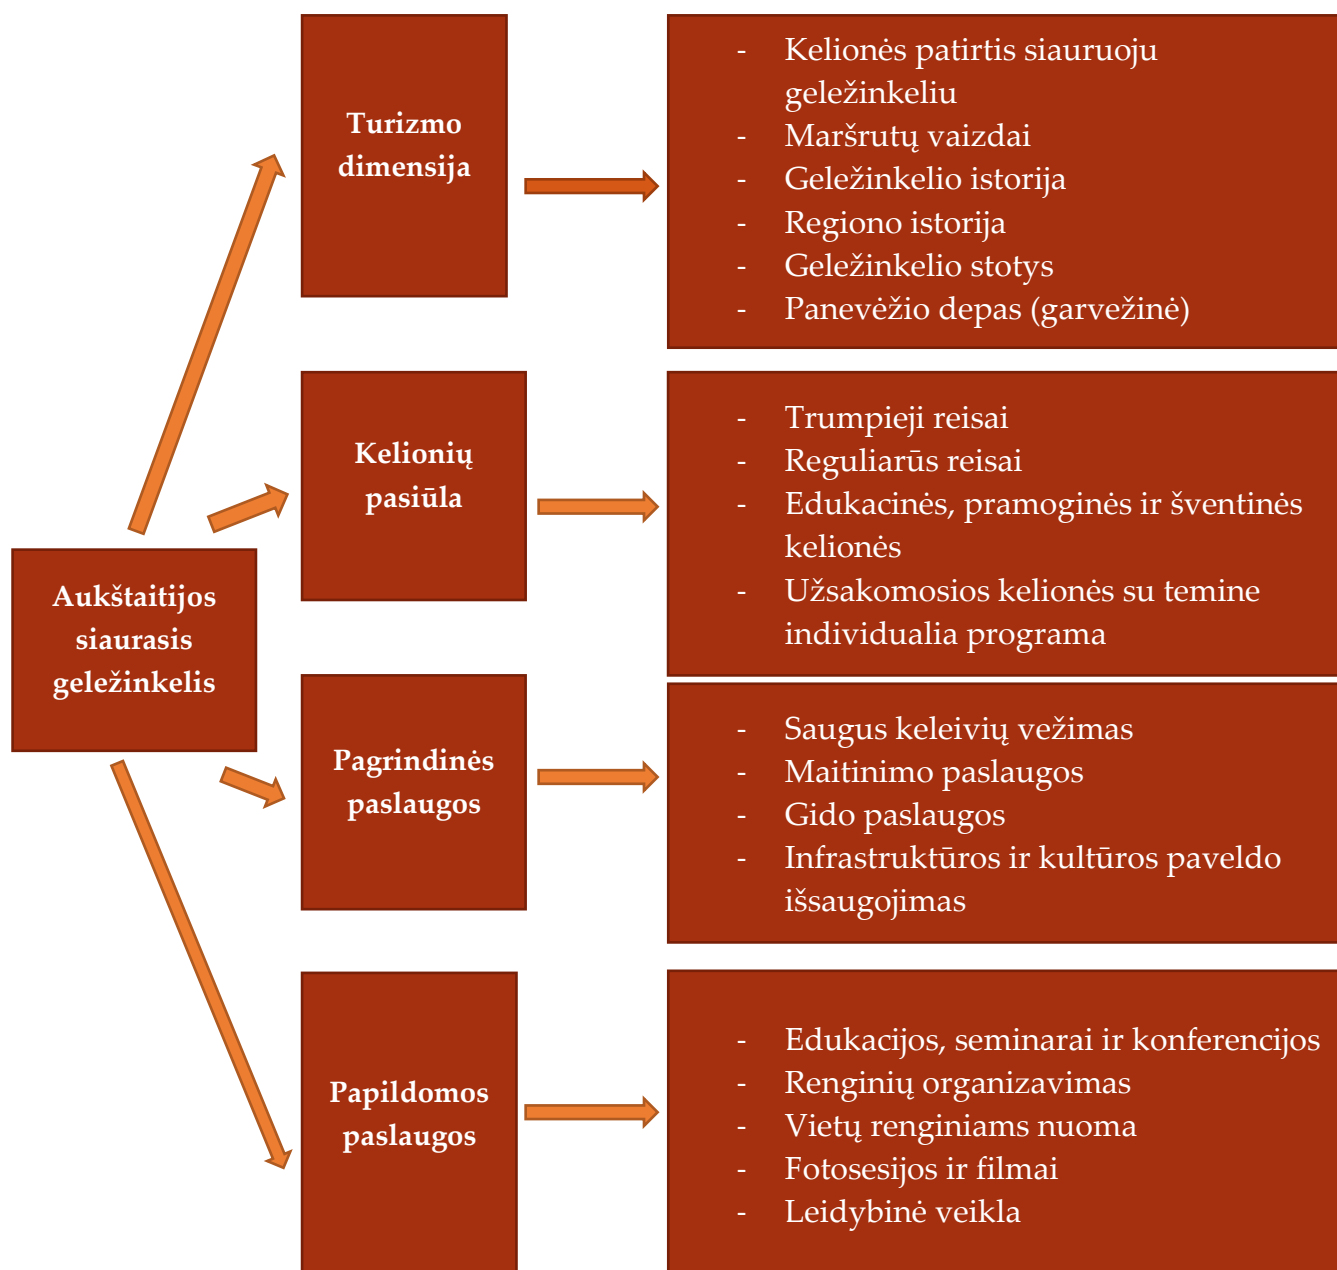 Aukštaitijos
siaurasis
geležinkelis
Turizmo
dimensija
- Kelionės patirtis siauruoju
geležinkeliu
- Maršrutų vaizdai
- Geležinkelio istorija
- Regiono istorija
- Geležinkelio stotys
- Panevėžio depas (garvežinė)
Kelionių
pasiūla
- Trumpieji reisai
- Reguliarūs reisai
- Edukacinės, pramoginės ir šventinės
kelionės
- Užsakomosios kelionės su temine
individualia programa
Pagrindinės
paslaugos
- Saugus keleivių vežimas
- Maitinimo paslaugos
- Gido paslaugos
- Infrastruktūros ir kultūros paveldo
išsaugojimas
Papildomos
paslaugos
- Edukacijos, seminarai ir konferencijos
- Renginių organizavimas
- Vietų renginiams nuoma
- Fotosesijos ir filmai
- Leidybinė veikla